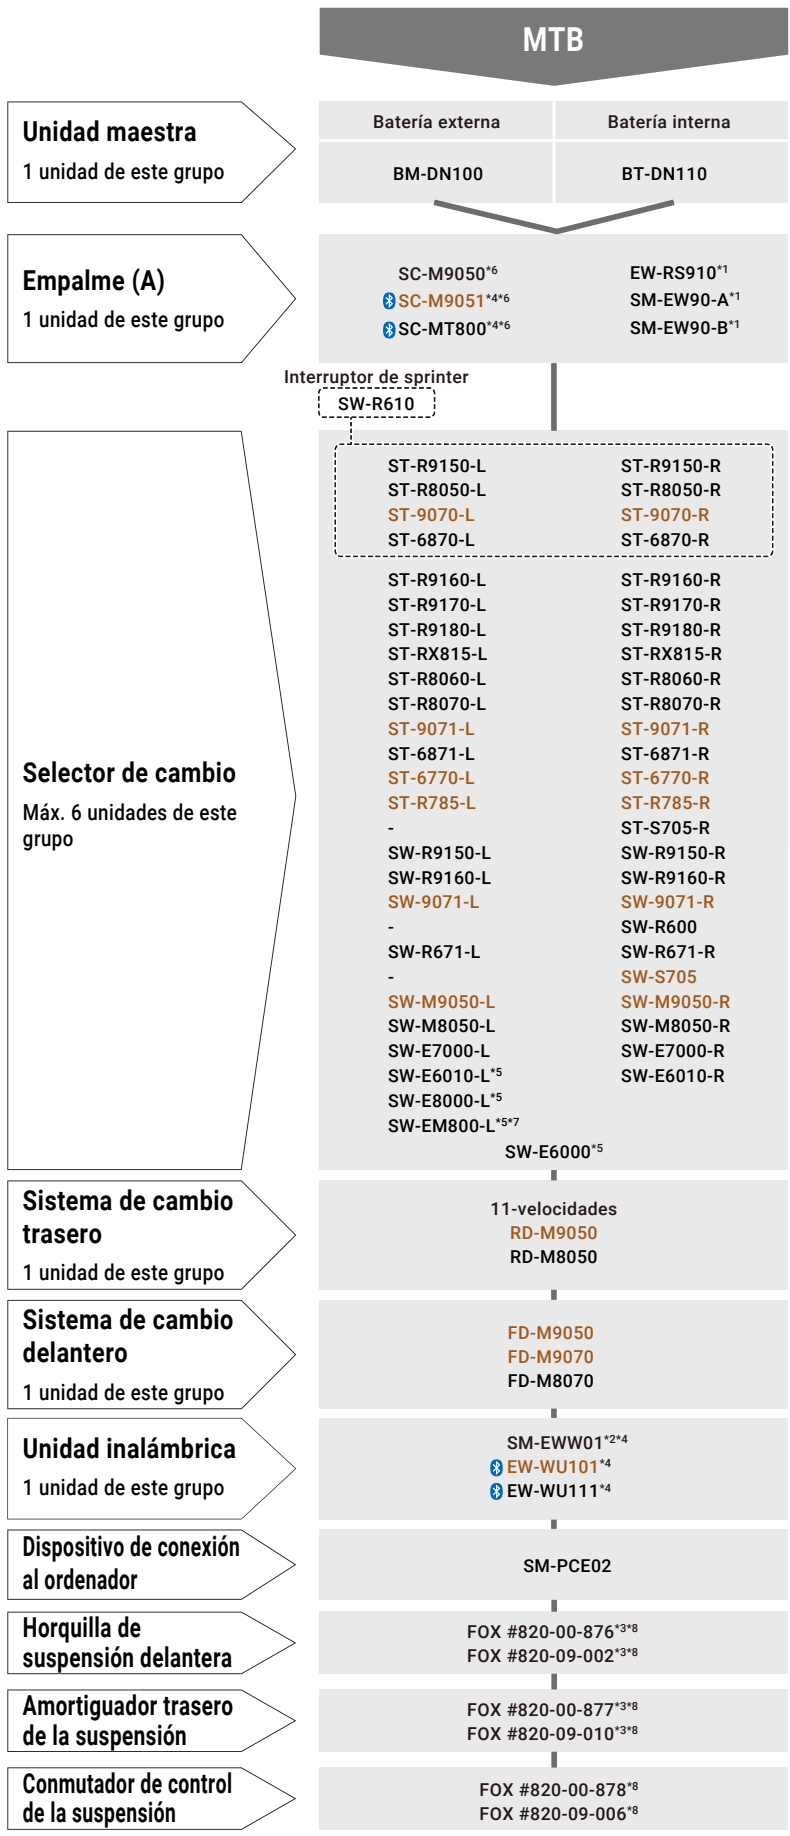 MTB
Unidad maestra
1 unidad de este grupo
Batería externa
Batería interna
BM-DN100
BT-DN110
Empalme (A)
1 unidad de este grupo
SC-M9050*6
EW-RS910*1
SC-M9051*4*6
SM-EW90-A*1
SC-MT800*4*6
SM-EW90-B*1
Interruptor de sprinter
SW-R610
Selector de cambio
Máx. 6 unidades de este
grupo
ST-R9150-L
ST-R9150-R
ST-R8050-L
ST-R8050-R
ST-9070-L
ST-9070-R
ST-6870-L
ST-6870-R
ST-R9160-L
ST-R9160-R
ST-R9170-L
ST-R9170-R
ST-R9180-L
ST-R9180-R
ST-RX815-L
ST-RX815-R
ST-R8060-L
ST-R8060-R
ST-R8070-L
ST-R8070-R
ST-9071-L
ST-9071-R
ST-6871-L
ST-6871-R
ST-6770-L
ST-6770-R
ST-R785-L
ST-R785-R
-
ST-S705-R
SW-R9150-L
SW-R9150-R
SW-R9160-L
SW-R9160-R
SW-9071-L
SW-9071-R
-
SW-R600
SW-R671-L
SW-R671-R
-
SW-S705
SW-M9050-L
SW-M9050-R
SW-M8050-L
SW-M8050-R
SW-E7000-L
SW-E7000-R
SW-E6010-L*5
SW-E6010-R
SW-E8000-L*5
SW-EM800-L*5*7
SW-E6000*5
Sistema de cambio
trasero
1 unidad de este grupo
11-velocidades
RD-M9050
RD-M8050
Sistema de cambio
delantero
1 unidad de este grupo
FD-M9050
FD-M9070
FD-M8070
Unidad inalámbrica
1 unidad de este grupo
SM-EWW01*2*4
EW-WU101*4
EW-WU111*4
Dispositivo de conexión
al ordenador
SM-PCE02
Horquilla de
suspensión delantera
FOX #820-00-876*3*8
FOX #820-09-002*3*8
Amortiguador trasero
de la suspensión
FOX #820-00-877*3*8
FOX #820-09-010*3*8
Conmutador de control
de la suspensión
FOX #820-00-878*8
FOX #820-09-006*8